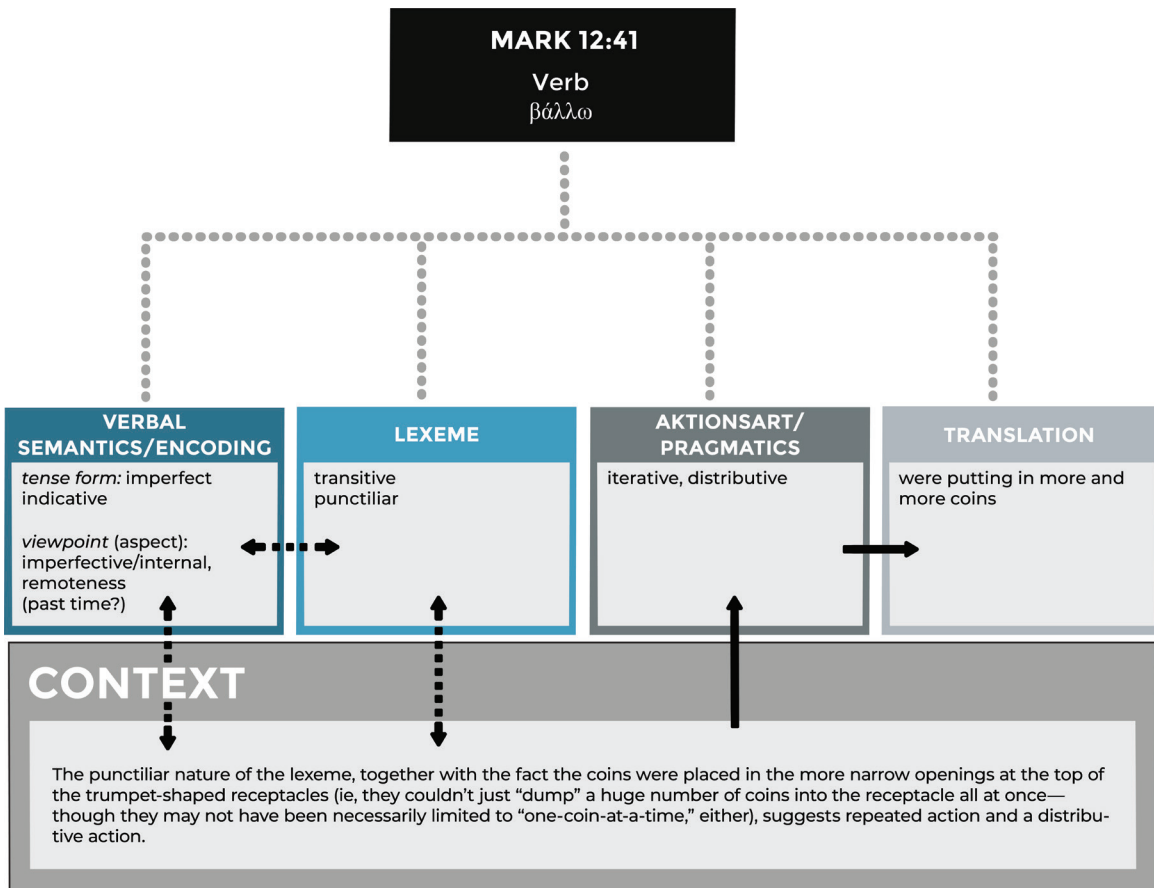 MARK 12:41
Verb
βάλλω
VERBAL
SEMANTICS/ENCODING
tense form: imperfect
indicative
viewpoint (aspect):
imperfective/internal,
remoteness
(past time?)
LEXEME
transitive
punctiliar
AKTIONSART/
PRAGMATICS
iterative, distributive
TRANSLATION
were putting in more and
more coins
CONTEXT
The punctiliar nature of the lexeme, together with the fact the coins were placed in the more narrow openings at the top of
the trumpet-shaped receptacles (ie, they couldn’t just “dump” a huge number of coins into the receptacle all at once—
though they may not have been necessarily limited to “one-coin-at-a-time,” either), suggests repeated action and a distribu-
tive action.